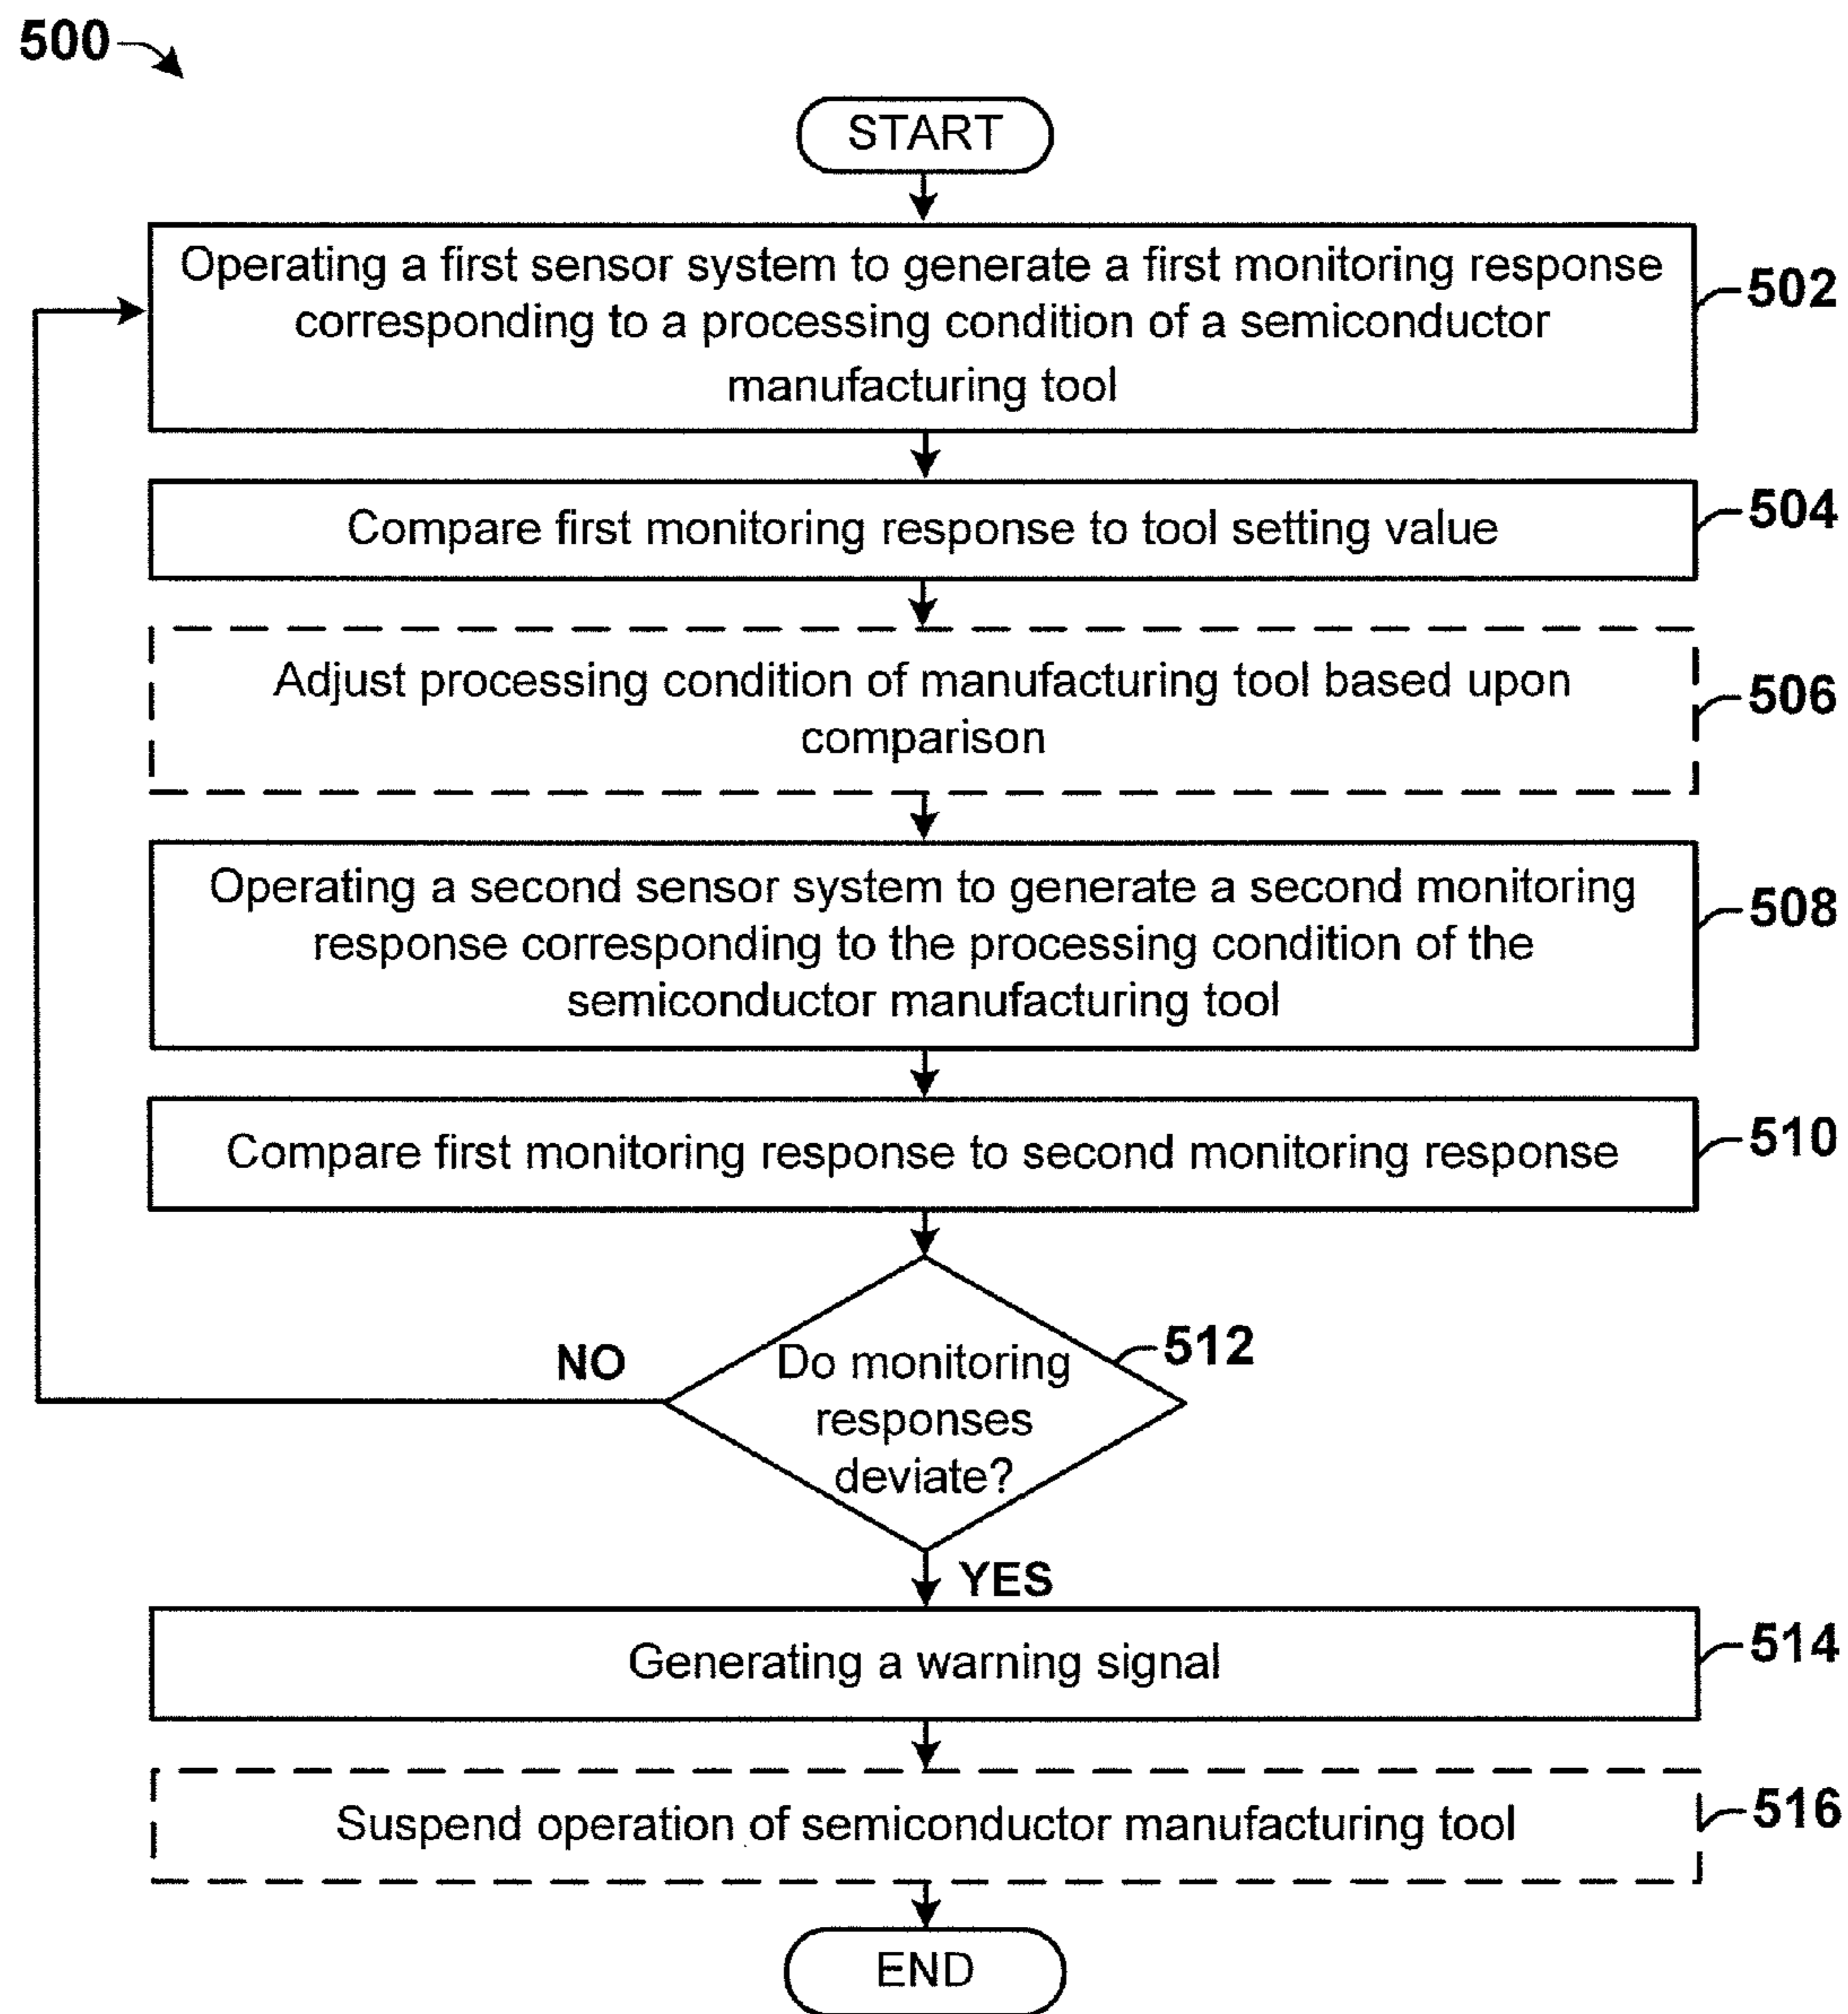 500
START
Operating a first sensor system to generate a first monitoring response
corresponding to a processing condition of a semiconductor
manufacturing tool
502
Compare first monitoring response to tool setting value
504
Adjust processing condition of manufacturing tool based upon
comparison
506
Operating a second sensor system to generate a second monitoring
response corresponding to the processing condition of the
semiconductor manufacturing tool
508
Compare first monitoring response to second monitoring response
510
NO
Do monitoring
responses
deviate?
512
YES
Generating a warning signal
514
Suspend operation of semiconductor manufacturing tool
516
END